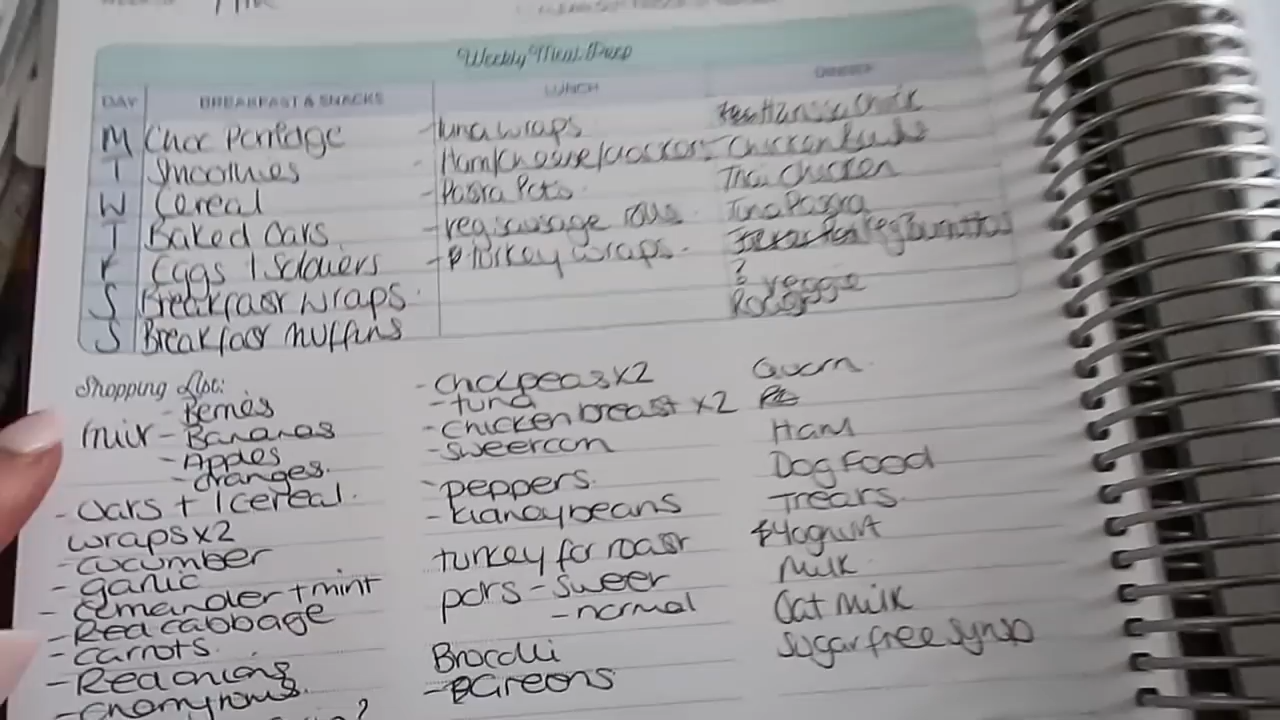 Weekly Meal Prep
DAY BREAKFAST & SNACKS LUNCH DINNER
M Choc Porridge - tuna wraps
T Smoothies - Ham/cheese/crackers - Chicken
W Cereal - Pasta Pots Thai Chicken
T Baked Oats - veg sausage rolls Tuna Pasta
F Eggs / Soldiers - turkey wraps veg burritos
S Breakfast wraps ?
S Breakfast muffins ? veggie
Shopping List:
- Berries
- Bananas
- Apples
- oranges
- Oats + 1 cereal
wraps x2
- cucumber
- garlic
- coriander + mint
- Red cabbage
- carrots
- Red onions
?
- chickpeas x2
- tuna
- chicken breast x2
- sweetcorn
- peppers
- kidney beans
turkey for roast
pots - sweet
- normal
Brocolli
- Greens
Quorn
Ham
Dog Food
Treats
Yoghurt
Milk
Oat Milk
Sugar free syrup